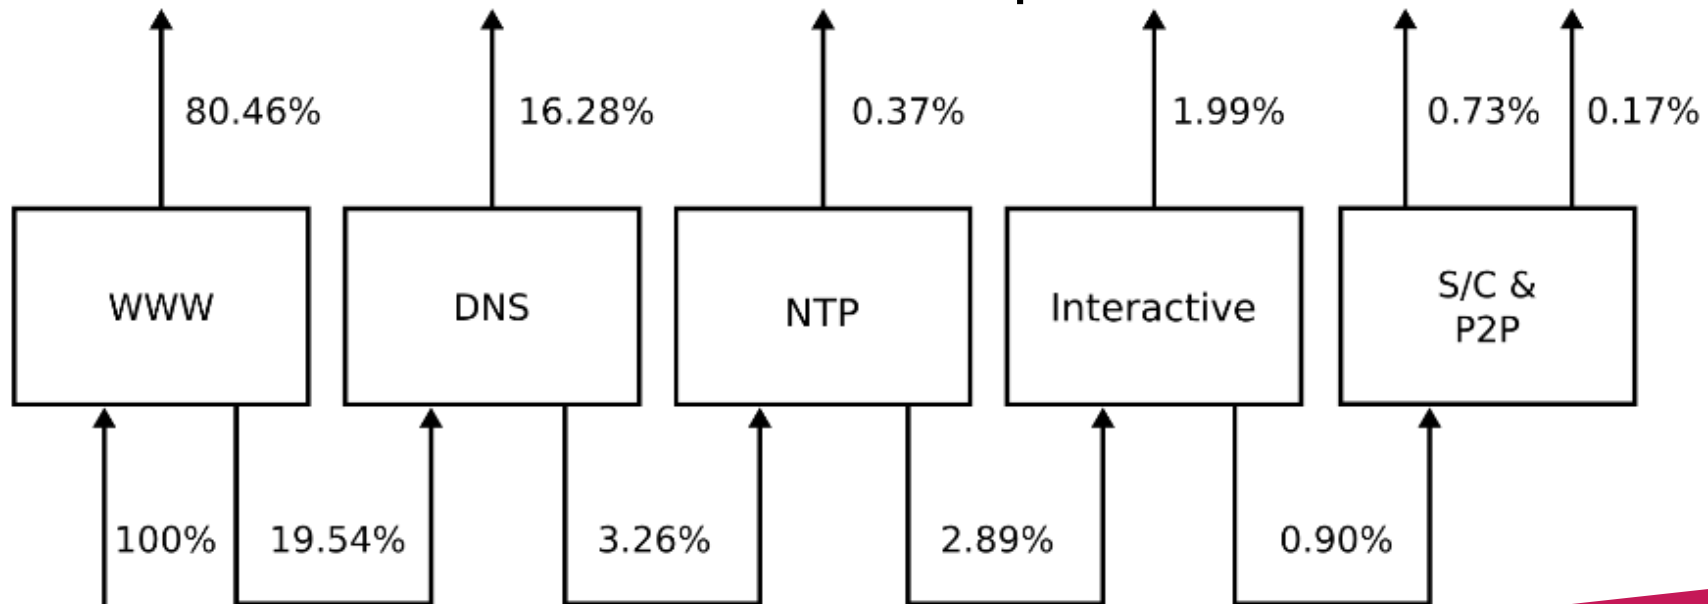 80.46%
16.28%
0.37%
1.99%
0.73%
0.17%
WWW
DNS
NTP
Interactive
S/C &
P2P
100%
19.54%
3.26%
2.89%
0.90%